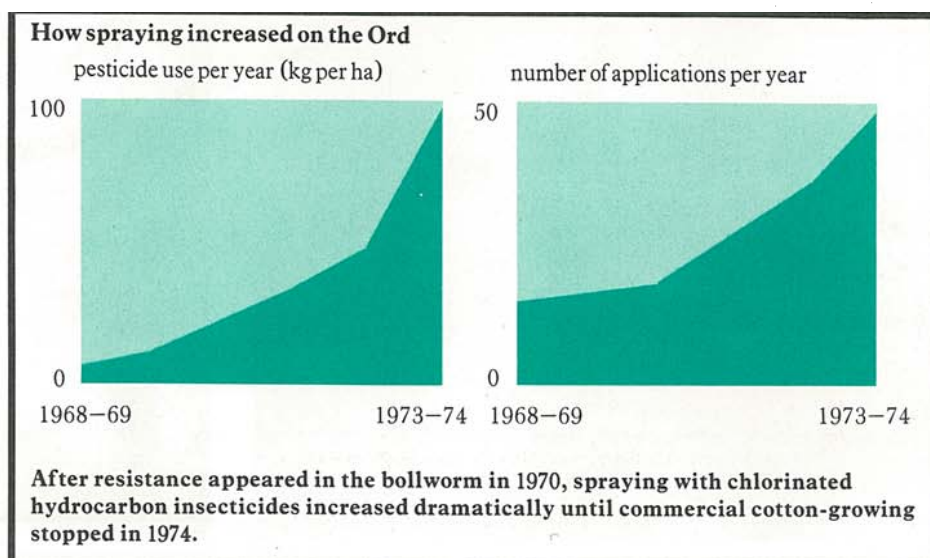 How spraying increased on the Ord
pesticide use per year (kg per ha)
100
0
1968–69
1973–74
number of applications per year
50
0
1968–69
1973–74
After resistance appeared in the bollworm in 1970, spraying with chlorinated
hydrocarbon insecticides increased dramatically until commercial cotton-growing
stopped in 1974.